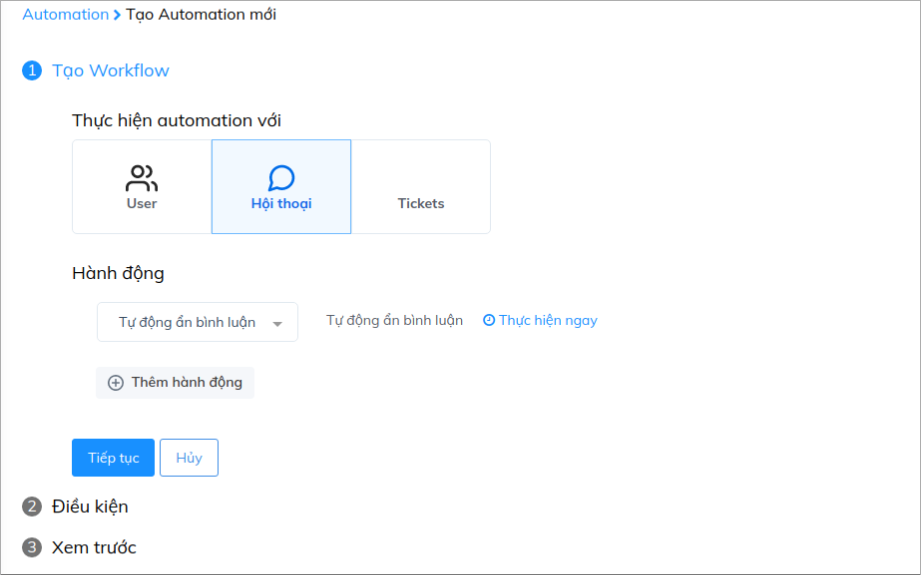 Automation > Tạo Automation mới
1 Tạo Workflow
Thực hiện automation với
User Hội thoại Tickets
Hành động
Tự động ẩn bình luận Tự động ẩn bình luận Thực hiện ngay
Thêm hành động
Tiếp tục Hủy
2 Điều kiện
3 Xem trước